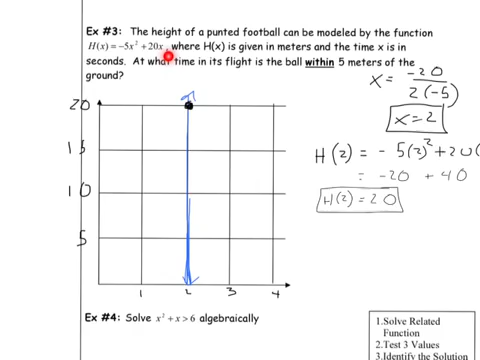 Ex #3: The height of a punted football can be modeled by the function
H(x) = −5x² + 20x, where H(x) is given in meters and the time x is in
seconds. At what time in its flight is the ball within 5 meters of the
ground?
x = -20
2(-5)
x = 2
H(2) = - 5(2)² + 20(
= -20 + 40
H(2) = 20
20
15
10
5
1 2 3 4
Ex #4: Solve x² + x > 6 algebraically
1.Solve Related
Function
2.Test 3 Values
3.Identify the Solution